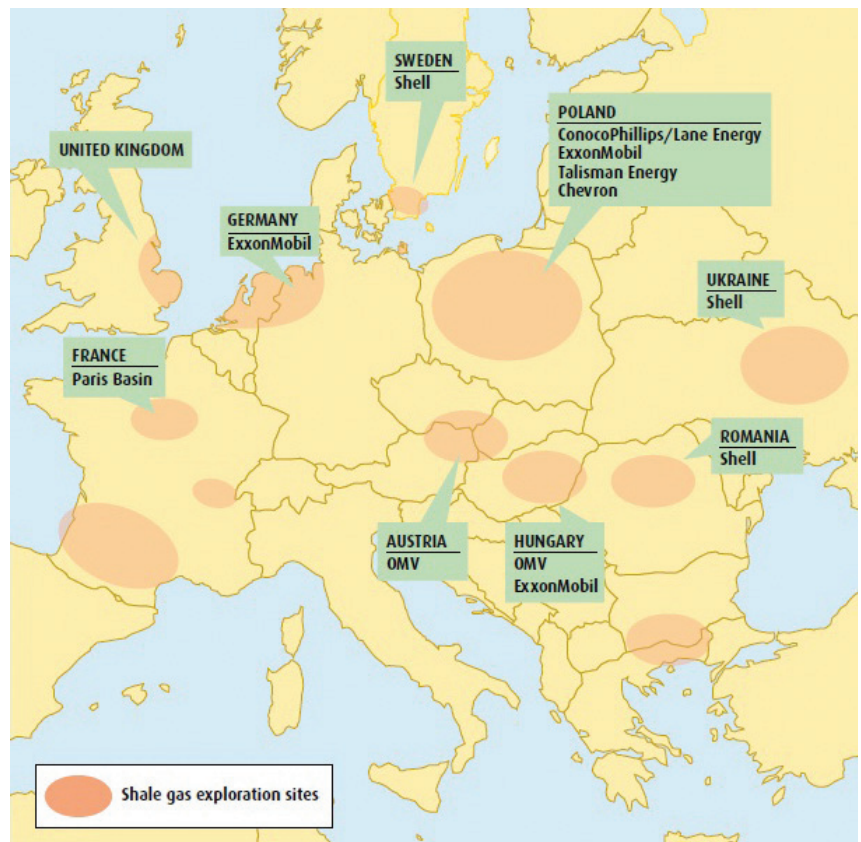 SWEDEN
Shell
POLAND
ConocoPhillips/Lane Energy
ExxonMobil
Talisman Energy
Chevron
UNITED KINGDOM
GERMANY
ExxonMobil
UKRAINE
Shell
FRANCE
Paris Basin
ROMANIA
Shell
AUSTRIA
OMV
HUNGARY
OMV
ExxonMobil
Shale gas exploration sites